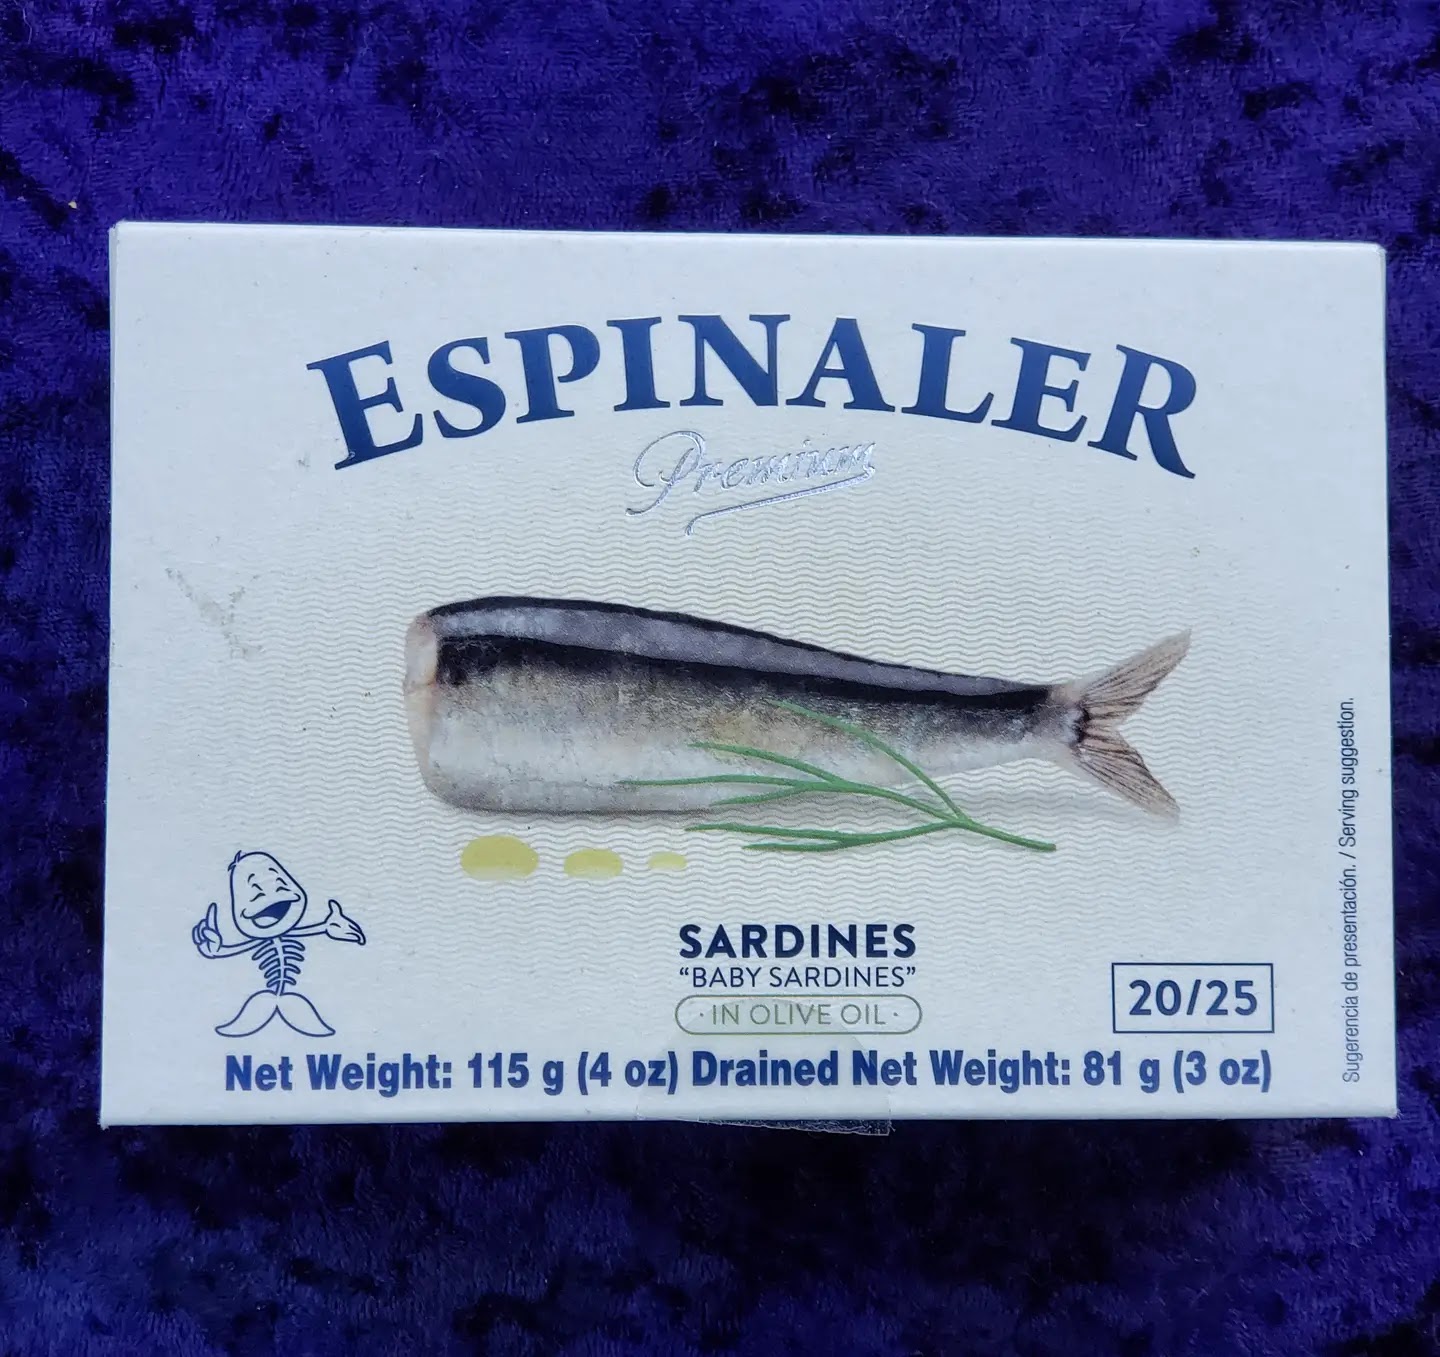 ESPINALER
Premium
SARDINES
“BABY SARDINES”
· IN OLIVE OIL ·
20/25
Net Weight: 115 g (4 oz) Drained Net Weight: 81 g (3 oz)
Sugerencia de presentación. / Serving suggestion.